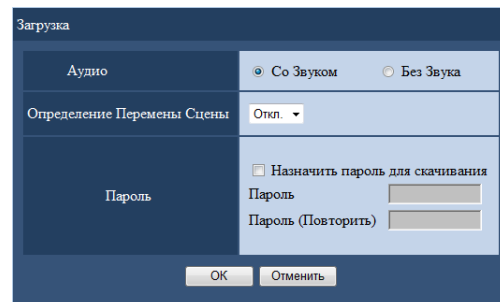 Загрузка
Аудио
Со Звуком Без Звука
Определение Перемены Сцены
Откл.
Назначить пароль для скачивания
Пароль
Пароль
Пароль (Повторить)
OK Отменить